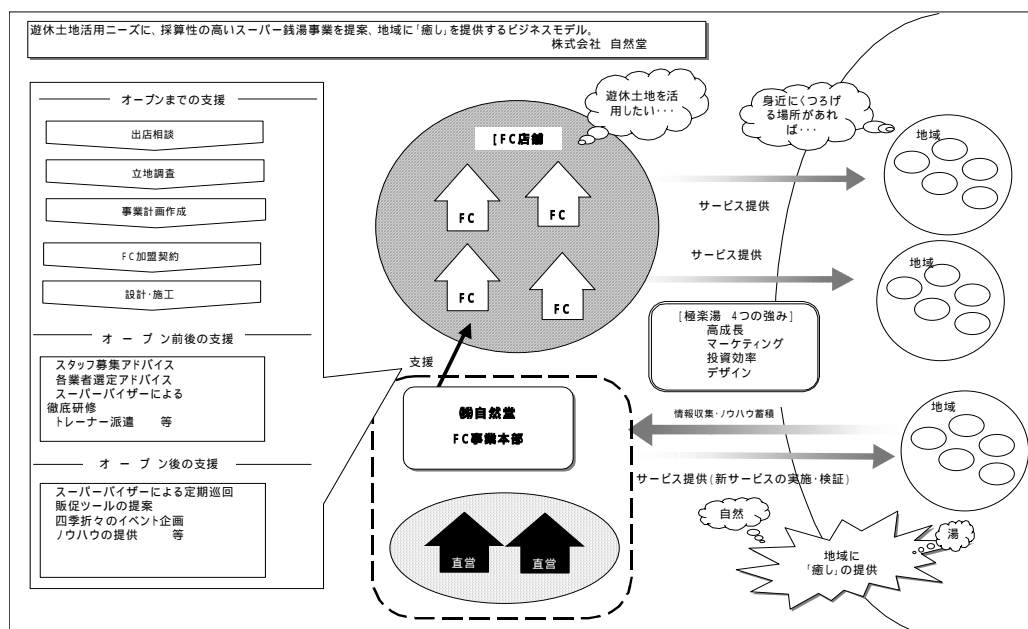 遊休土地活用ニーズに、採算性の高いスーパー銭湯事業を提案、地域に「癒し」を提供するビジネスモデル。
株式会社 自然堂
オープンまでの支援
出店相談
立地調査
事業計画作成
FC加盟契約
設計・施工
オープン前後の支援
スタッフ募集アドバイス
各業者選定アドバイス
スーパーバイザーによる
徹底研修
トレーナー派遣 等
オープン後の支援
スーパーバイザーによる定期巡回
販促ツールの提案
四季折々のイベント企画
ノウハウの提供 等
遊休土地を活
用したい・・・
[FC店舗
FC
FC
FC
FC
支援
㈱自然堂
FC事業本部
直営
直営
身近にくつろげ
る場所があれ
ば・・・
地域
サービス提供
サービス提供
地域
[極楽湯 4つの強み]
高成長
マーケティング
投資効率
デザイン
情報収集・ノウハウ蓄積
地域
サービス提供(新サービスの実施・検証)
自然
湯
地域に
「癒し」の提供